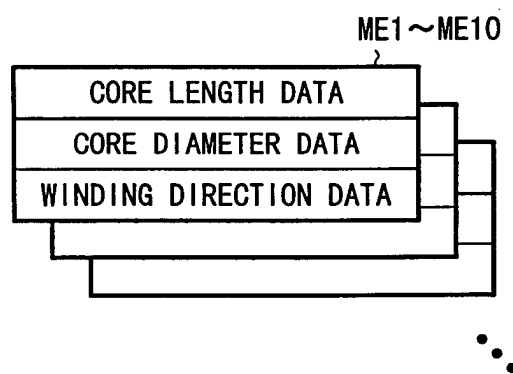 ME1～ME10
CORE LENGTH DATA
CORE DIAMETER DATA
WINDING DIRECTION DATA